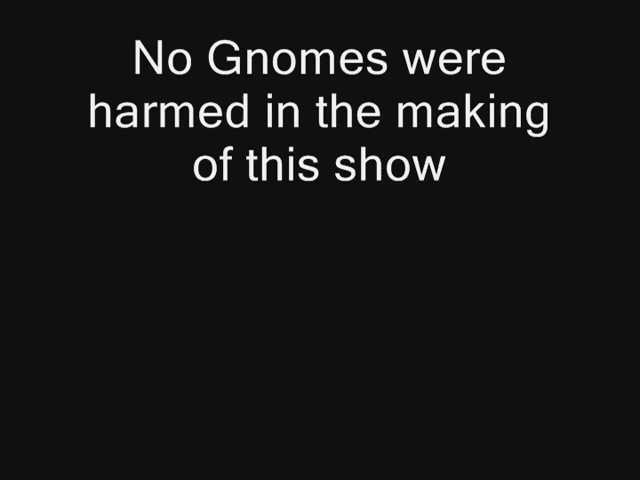 No Gnomes were
harmed in the making
of this show